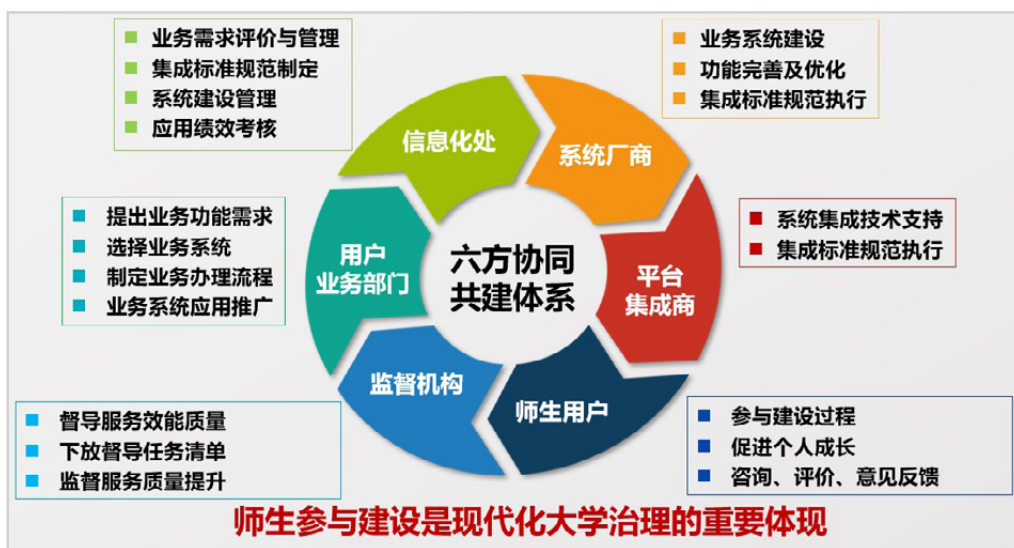 业务需求评价与管理
集成标准规范制定
系统建设管理
应用绩效考核
业务系统建设
功能完善及优化
集成标准规范执行
信息化处
系统厂商
提出业务功能需求
选择业务系统
制定业务办理流程
业务系统应用推广
用户
业务部门
六方协同
共建体系
平台
集成商
系统集成技术支持
集成标准规范执行
监督机构
师生用户
督导服务效能质量
下放督导任务清单
监督服务质量提升
参与建设过程
促进个人成长
咨询、评价、意见反馈
师生参与建设是现代化大学治理的重要体现